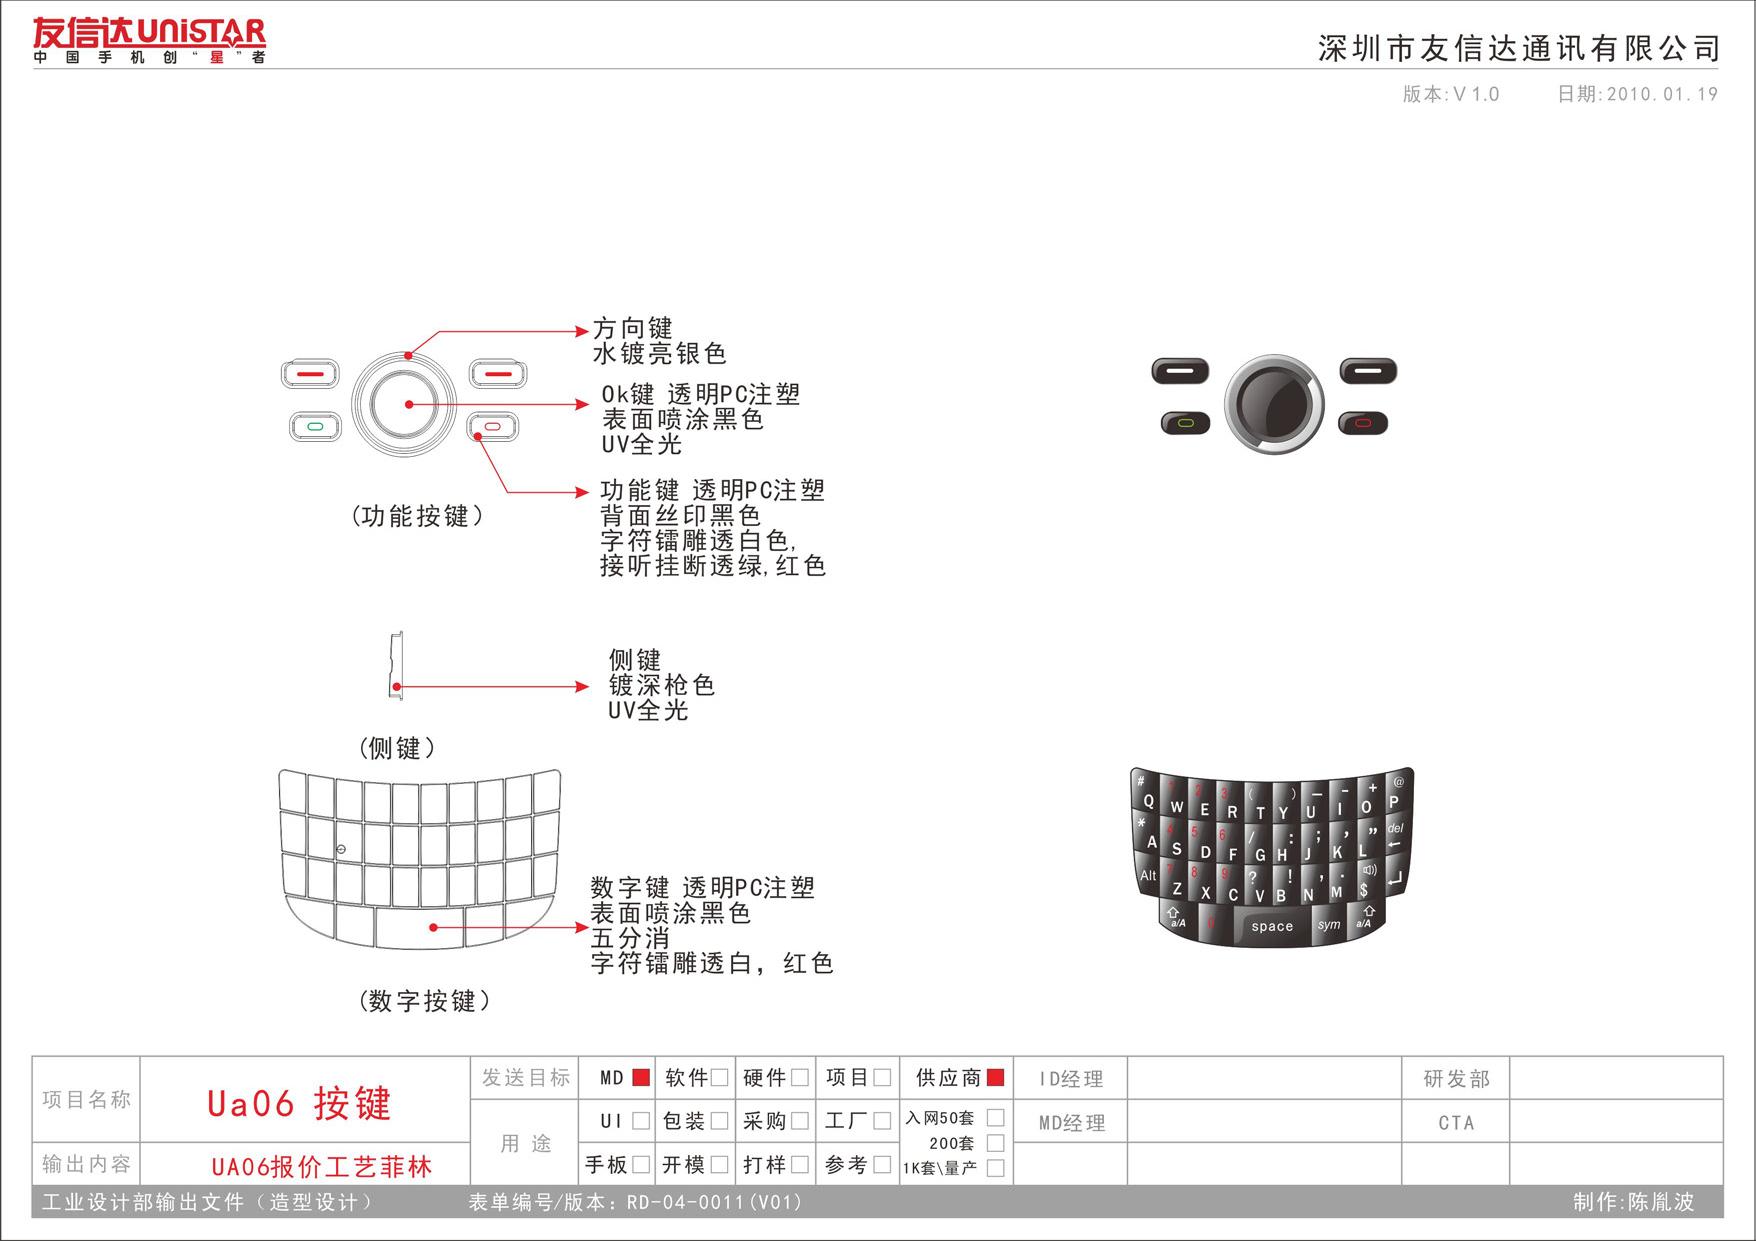 友信达UNiSTAR
中国手机创“星”者
深圳市友信达通讯有限公司
版本:V1.0 日期:2010.01.19
方向键
水镀亮银色
Ok键 透明PC注塑
表面喷涂黑色
UV全光
功能键 透明PC注塑
背面丝印黑色
字符镭雕透白色,
接听挂断透绿,红色
(功能按键)
侧键
镀深枪色
UV全光
(侧键)
数字键 透明PC注塑
表面喷涂黑色
五分消
字符镭雕透白，红色
(数字按键)
# 1 2 3 ( ) — - + @
Q W E R T Y U I O P
* 4 5 6 / : ; ’ ” del
A S D F G H J K L ←
Alt 7 8 9 ? ! , .
Z X C V B N M $
a/A 0 space sym a/A
项目名称 Ua06 按键
输出内容 UA06报价工艺菲林
发送目标 MD 软件 硬件 项目 供应商
用途 UI 包装 采购 工厂 入网50套
200套
手板 开模 打样 参考 1K套\量产
ID经理 研发部
MD经理 CTA
工业设计部输出文件（造型设计） 表单编号/版本：RD-04-0011(V01) 制作:陈胤波